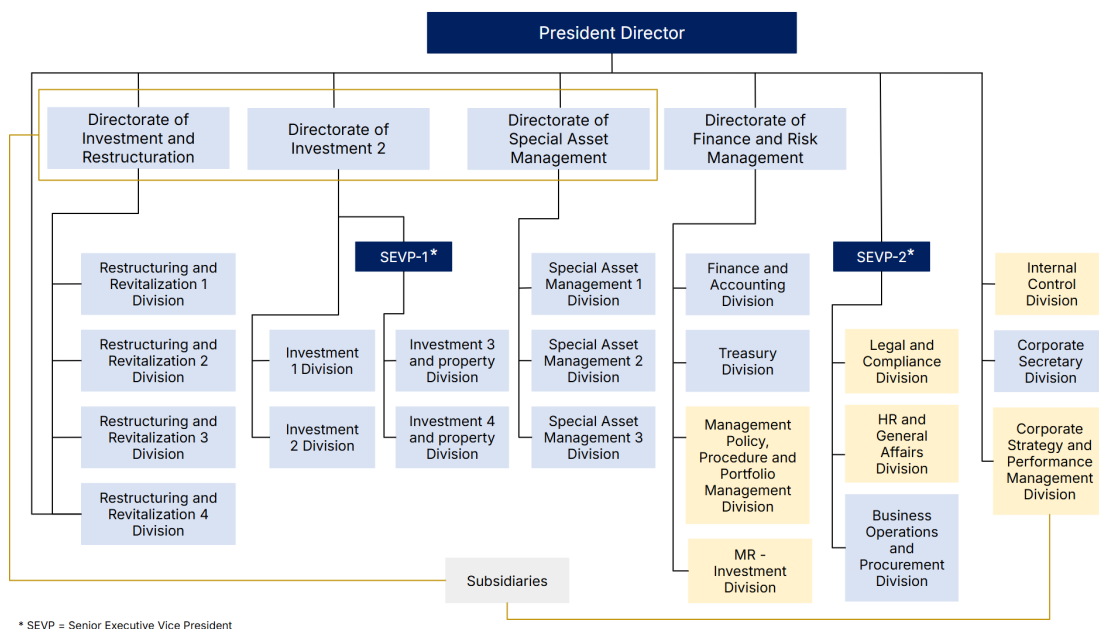 President Director
Directorate of
Investment and
Restructuration
Directorate of
Investment 2
Directorate of
Special Asset
Management
Directorate of
Finance and Risk
Management
SEVP-1*
SEVP-2*
Restructuring and
Revitalization 1
Division
Restructuring and
Revitalization 2
Division
Restructuring and
Revitalization 3
Division
Restructuring and
Revitalization 4
Division
Investment
1 Division
Investment
2 Division
Investment 3
and property
Division
Investment 4
and property
Division
Special Asset
Management 1
Division
Special Asset
Management 2
Division
Special Asset
Management 3
Division
Finance and
Accounting
Division
Treasury
Division
Management
Policy,
Procedure and
Portfolio
Management
Division
MR -
Investment
Division
Legal and
Compliance
Division
HR and
General
Affairs
Division
Business
Operations
and
Procurement
Division
Internal
Control
Division
Corporate
Secretary
Division
Corporate
Strategy and
Performance
Management
Division
Subsidiaries
* SEVP = Senior Executive Vice President